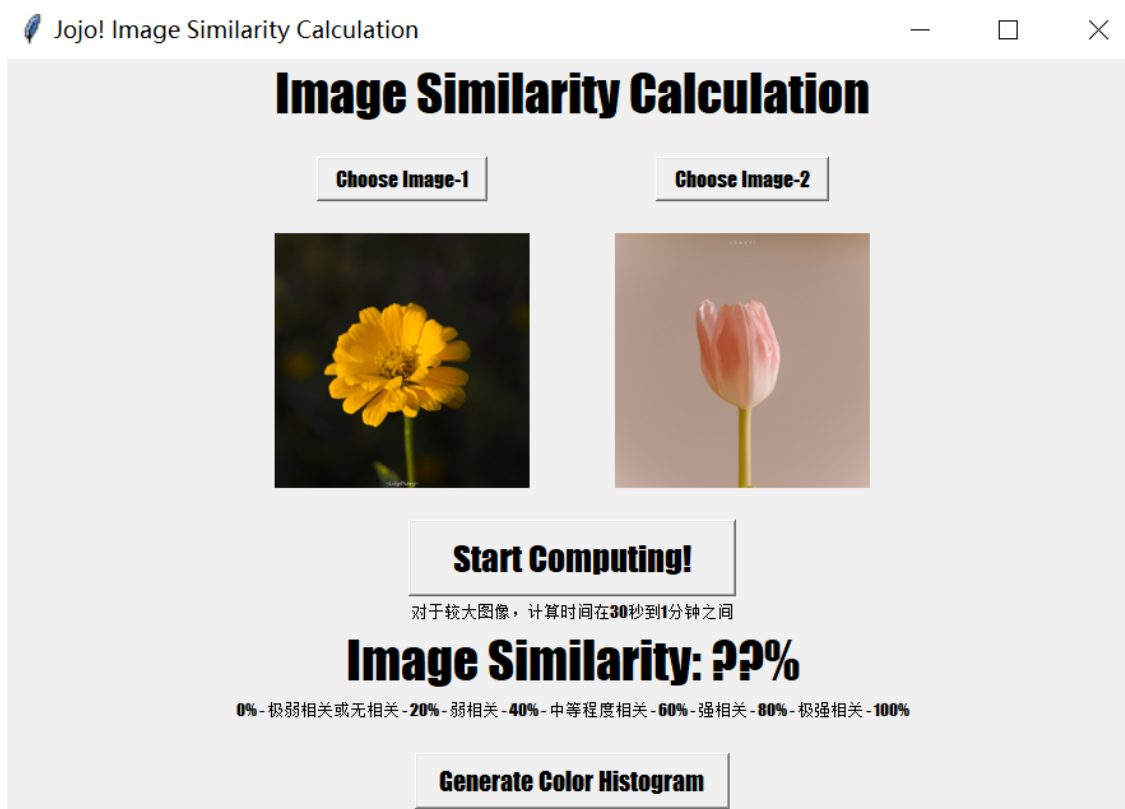 Jojo! Image Similarity Calculation
Image Similarity Calculation
Choose Image-1
Choose Image-2
Start Computing!
对于较大图像，计算时间在30秒到1分钟之间
Image Similarity: ??%
0%-极弱相关或无相关-20%-弱相关-40%-中等程度相关-60%-强相关-80%-极强相关-100%
Generate Color Histogram